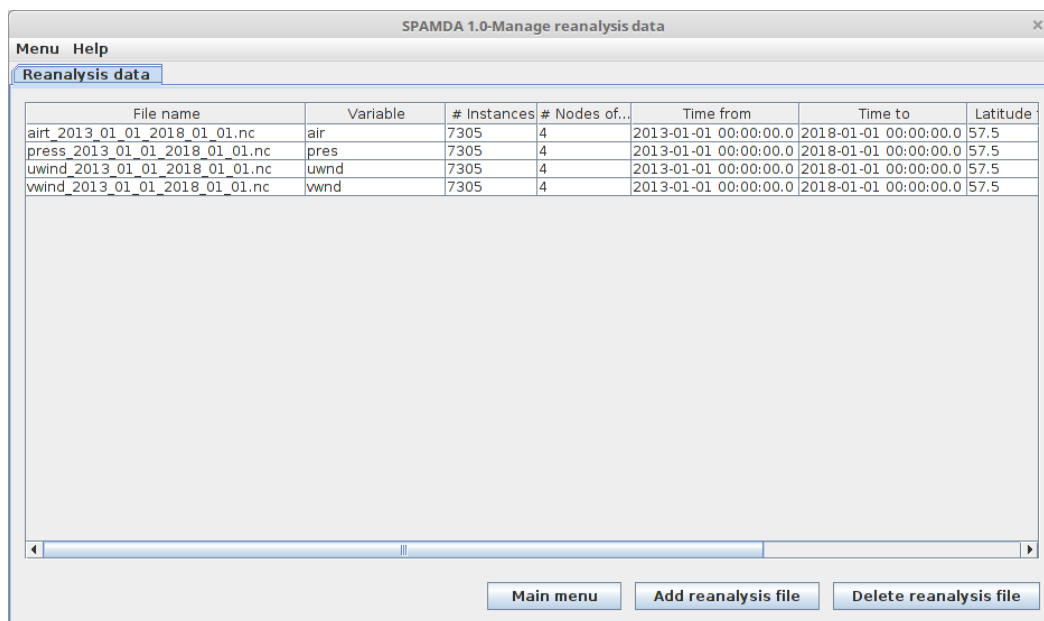 SPAMDA 1.0-Manage reanalysis data
Menu Help
Reanalysis data
File name Variable # Instances # Nodes of... Time from Time to Latitude
airt_2013_01_01_2018_01_01.nc air 7305 4 2013-01-01 00:00:00.0 2018-01-01 00:00:00.0 57.5
press_2013_01_01_2018_01_01.nc pres 7305 4 2013-01-01 00:00:00.0 2018-01-01 00:00:00.0 57.5
uwind_2013_01_01_2018_01_01.nc uwnd 7305 4 2013-01-01 00:00:00.0 2018-01-01 00:00:00.0 57.5
vwind_2013_01_01_2018_01_01.nc vwnd 7305 4 2013-01-01 00:00:00.0 2018-01-01 00:00:00.0 57.5
Main menu Add reanalysis file Delete reanalysis file